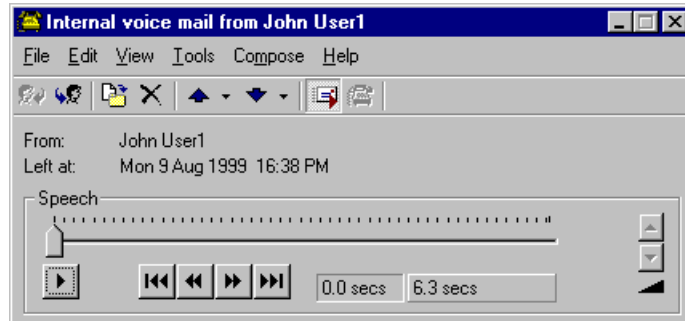 Internal voice mail from John User1
File Edit View Tools Compose Help
From: John User1
Left at: Mon 9 Aug 1999 16:38 PM
Speech
0.0 secs 6.3 secs